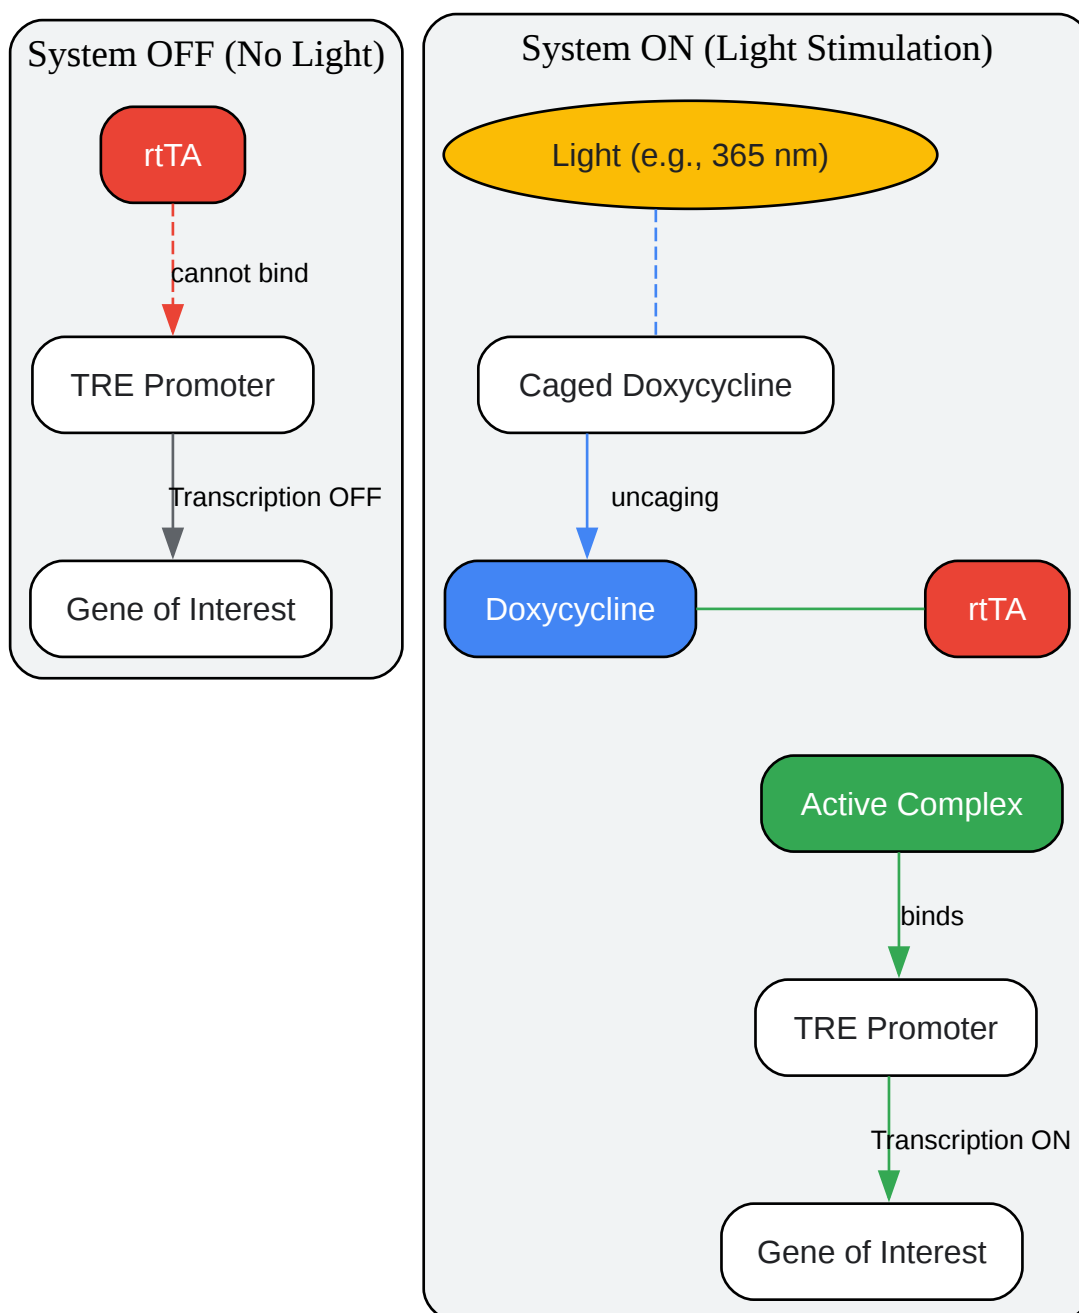 System OFF (No Light)
rtTA
cannot bind
TRE Promoter
Transcription OFF
Gene of Interest
System ON (Light Stimulation)
Light (e.g., 365 nm)
Caged Doxycycline
uncaging
Doxycycline
rtTA
Active Complex
binds
TRE Promoter
Transcription ON
Gene of Interest